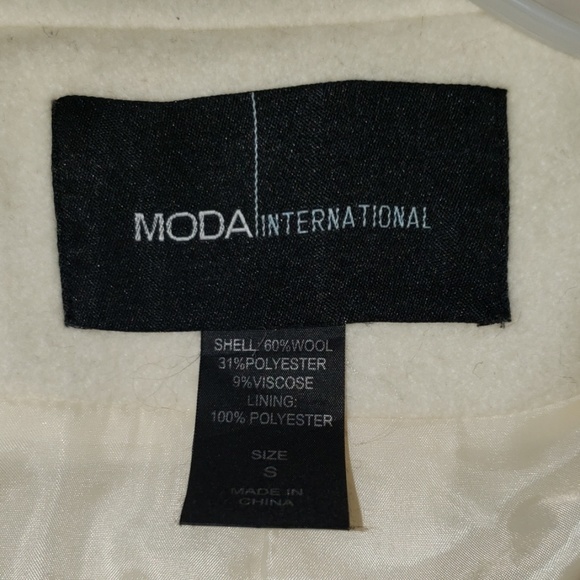 MODA INTERNATIONAL
SHELL: 60%WOOL
31%POLYESTER
9%VISCOSE
LINING:
100% POLYESTER
SIZE
S
MADE IN
CHINA